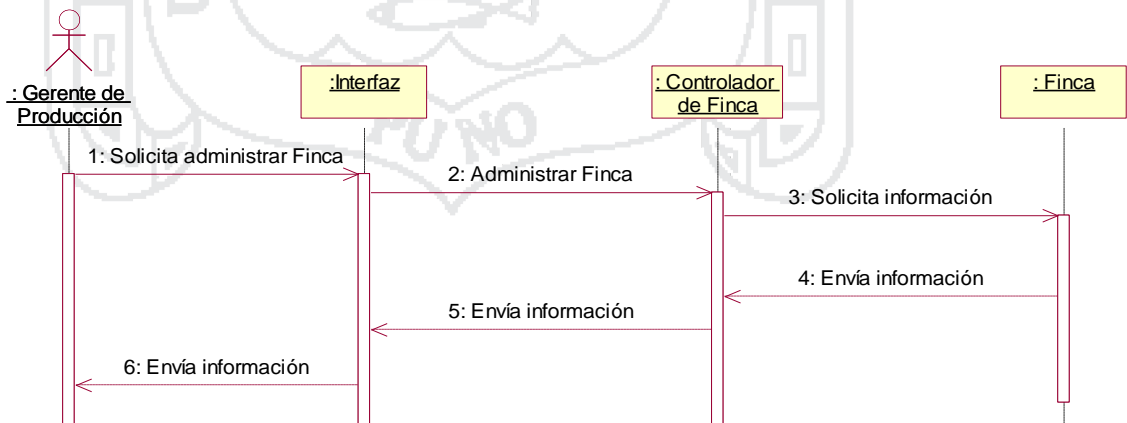 : Gerente de
Producción
:Interfaz
: Controlador
de Finca
: Finca
PUNO
1: Solicita administrar Finca
2: Administrar Finca
3: Solicita información
4: Envía información
5: Envía información
6: Envía información